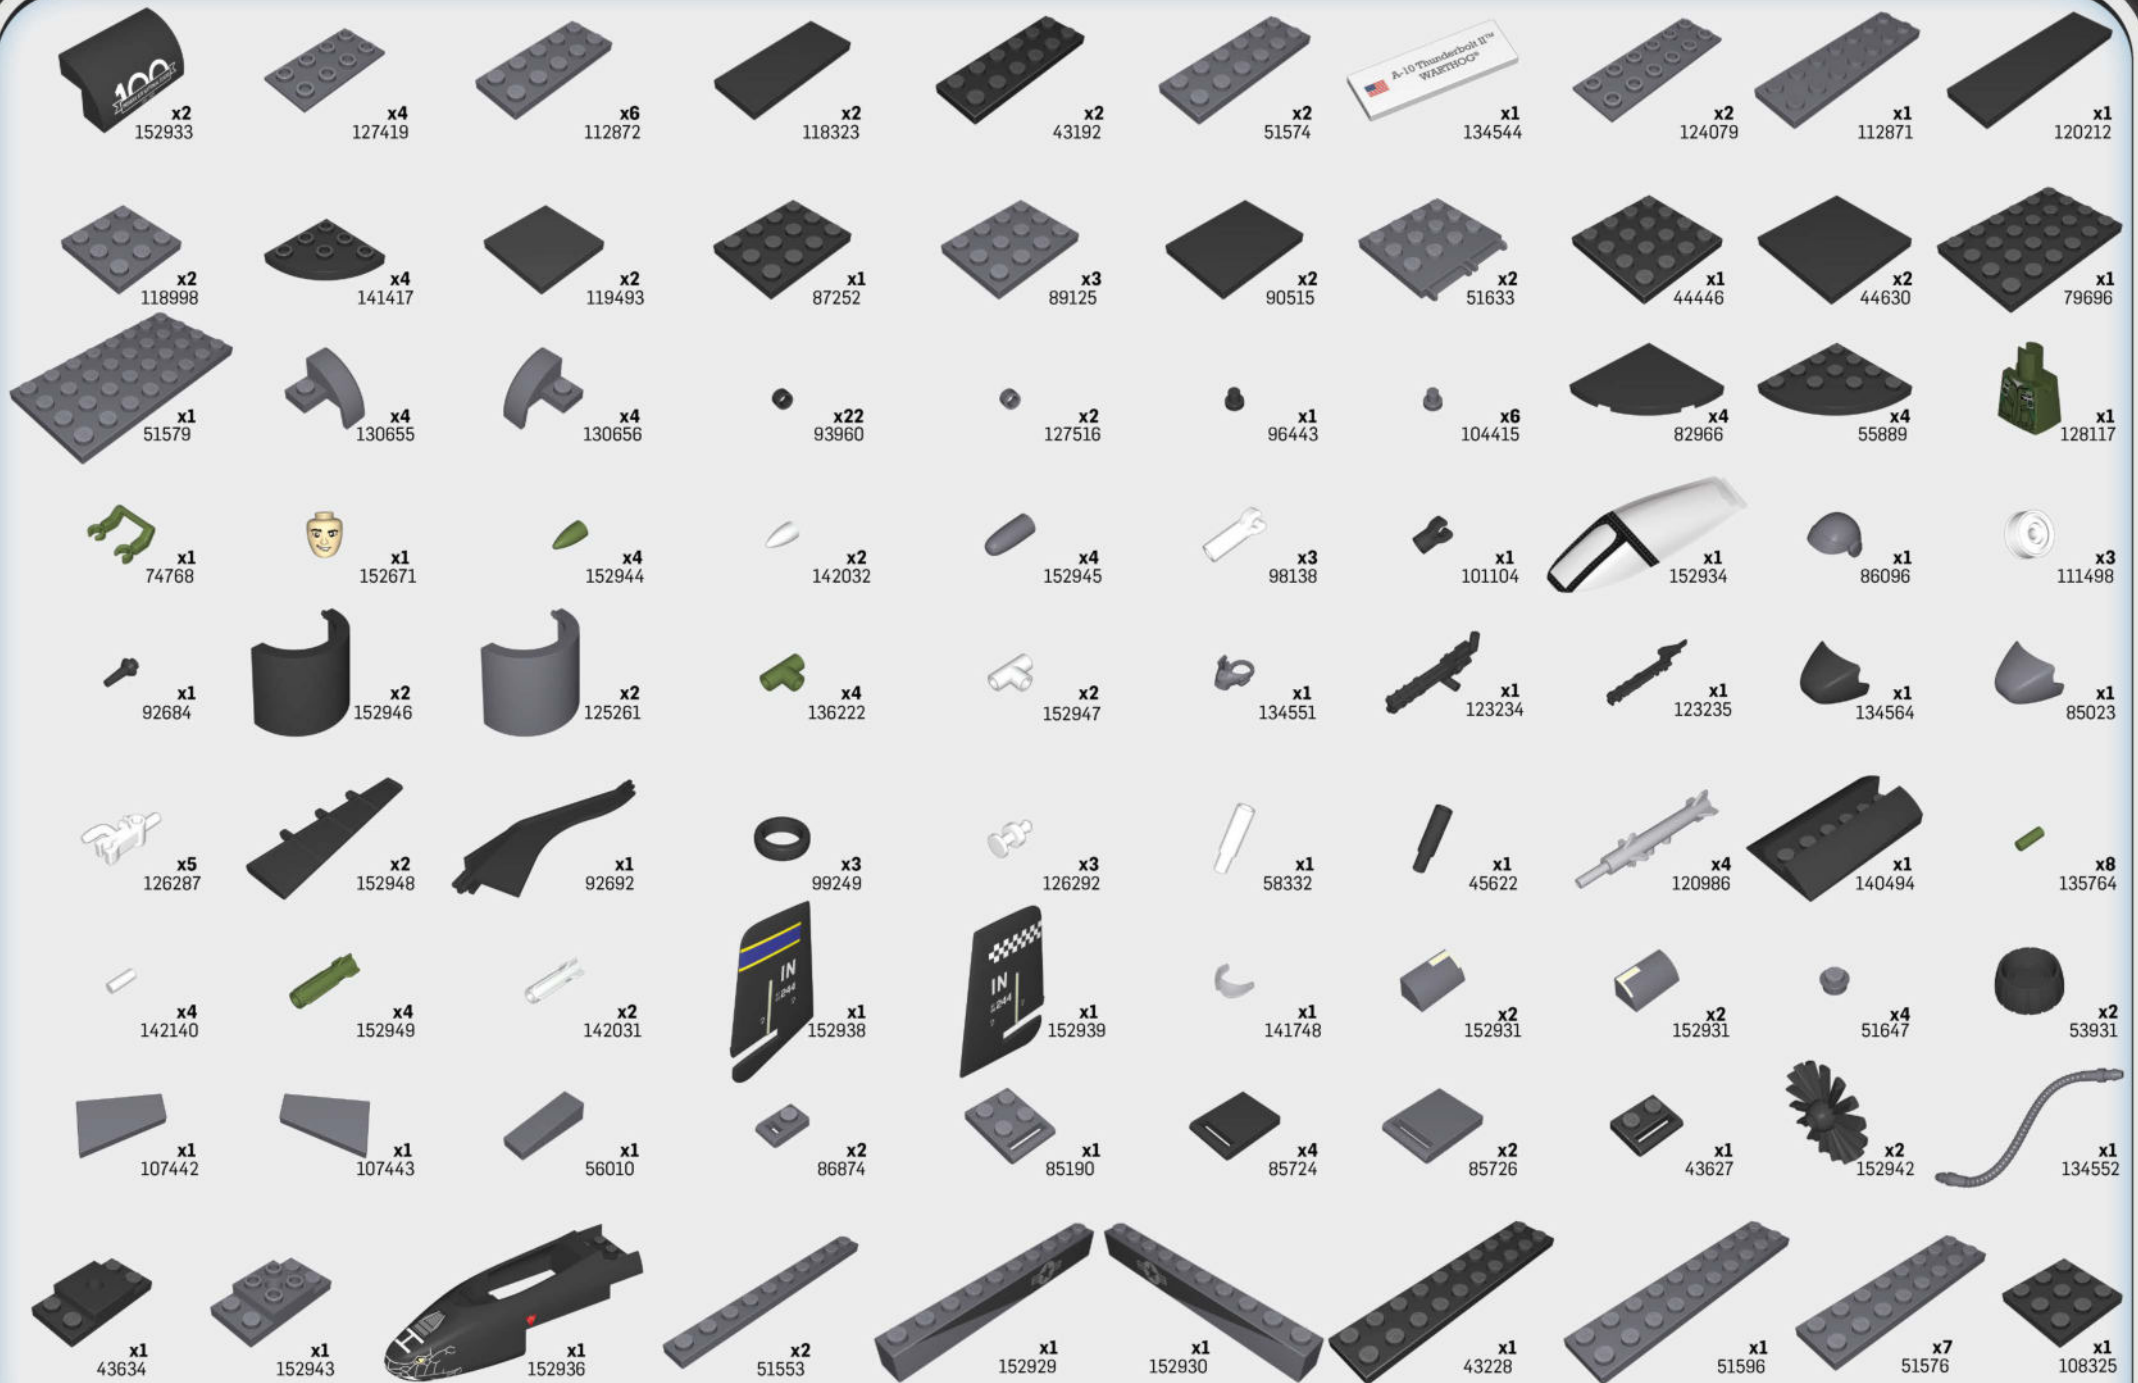 100
A-10 Thunderbolt II™
WARTHOG®
x2 x4 x6 x2 x2 x2 x1 x2 x1 x1
152933 127419 112872 118323 43192 51574 134544 124079 112871 120212
x2 x4 x2 x1 x3 x2 x2 x1 x2 x1
118998 141417 119493 87252 89125 90515 51633 44446 44630 79696
x1 x4 x4 x22 x2 x1 x6 x4 x4 x1
51579 130655 130656 93960 127516 96443 104415 82966 55889 128117
x1 x1 x4 x2 x4 x3 x1 x1 x1 x3
74768 152671 152944 142032 152945 98138 101104 152934 86096 111498
x1 x2 x2 x4 x2 x1 x1 x1 x1 x1
92684 152946 125261 136222 152947 134551 123234 123235 134564 85023
x5 x2 x1 x3 x3 x1 x1 x4 x1 x8
126287 152948 92692 99249 126292 58332 45622 120986 140494 135764
IN IN
244 244
x4 x4 x2 x1 x1 x1 x2 x2 x4 x2
142140 152949 142031 152938 152939 141748 152931 152931 51647 53931
x1 x1 x1 x2 x1 x4 x2 x1 x2 x1
107442 107443 56010 86874 85190 85724 85726 43627 152942 134552
x1 x1 x1 x2 x1 x1 x1 x1 x7 x1
43634 152943 152936 51553 152929 152930 43228 51596 51576 108325